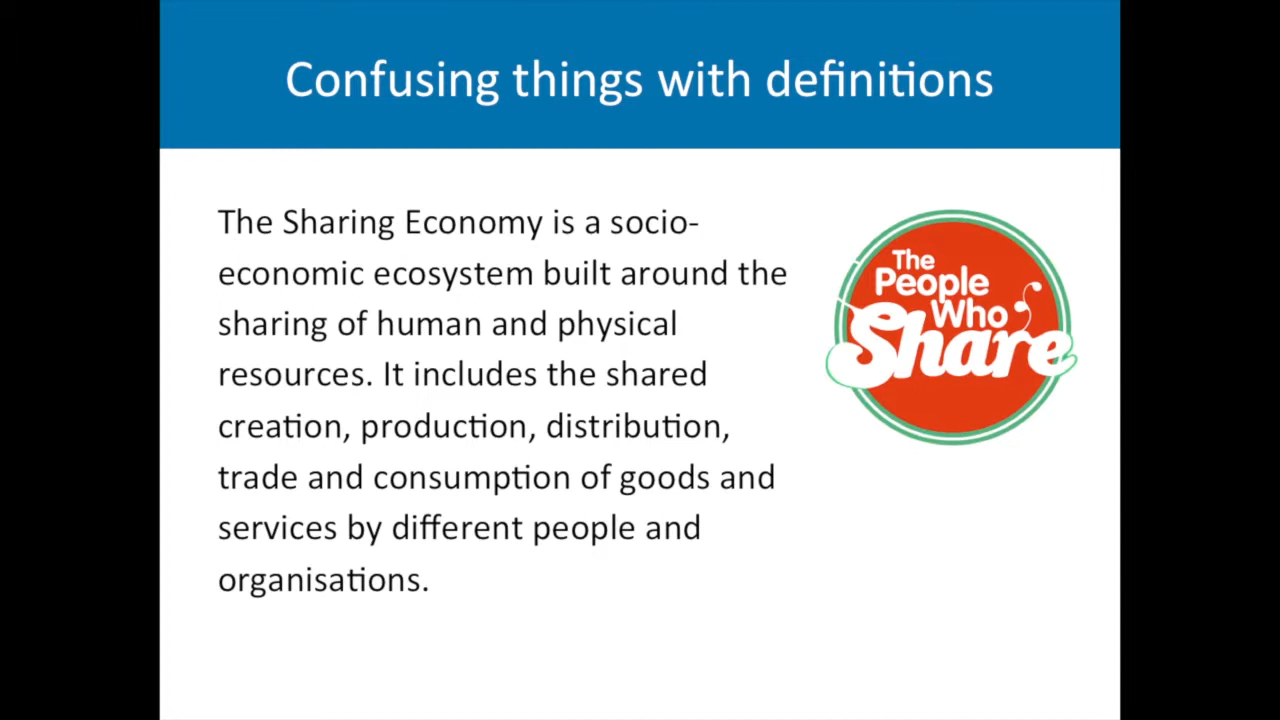 Confusing things with definitions
The Sharing Economy is a socio-
economic ecosystem built around the
sharing of human and physical
resources. It includes the shared
creation, production, distribution,
trade and consumption of goods and
services by different people and
organisations.
The
People
Who
Share